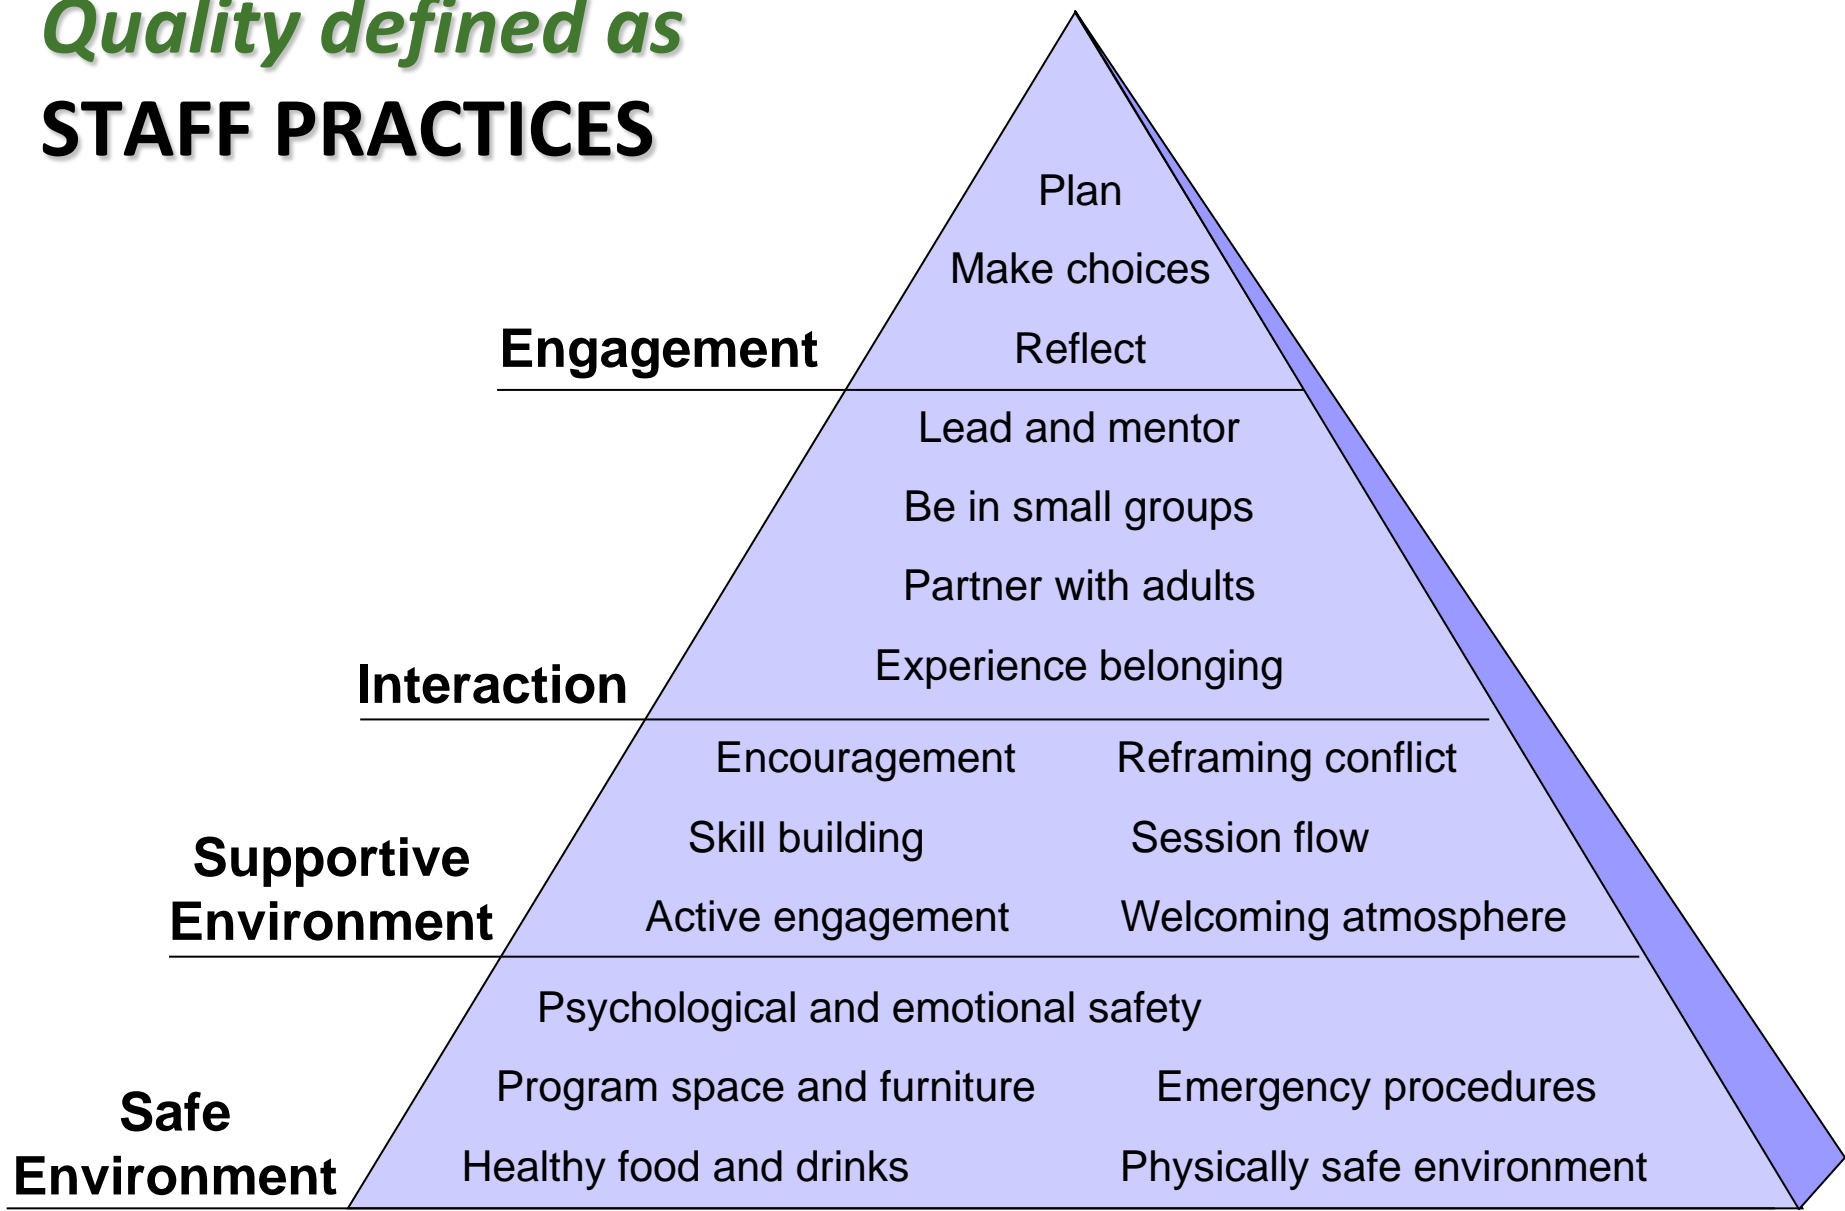 Quality defined as
STAFF PRACTICES
Plan
Make choices
Engagement Reflect
Lead and mentor
Be in small groups
Partner with adults
Interaction Experience belonging
Encouragement Reframing conflict
Skill building Session flow
Supportive
Environment
Active engagement Welcoming atmosphere
Psychological and emotional safety
Program space and furniture Emergency procedures
Safe
Environment
Healthy food and drinks Physically safe environment